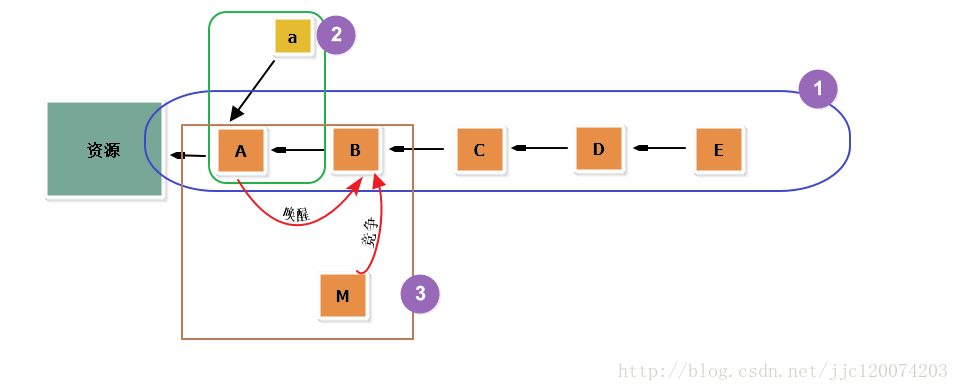 a
2
1
资源
A
B
C
D
E
唤醒
竞争
M
3
http://blog.csdn.net/jjc120074203